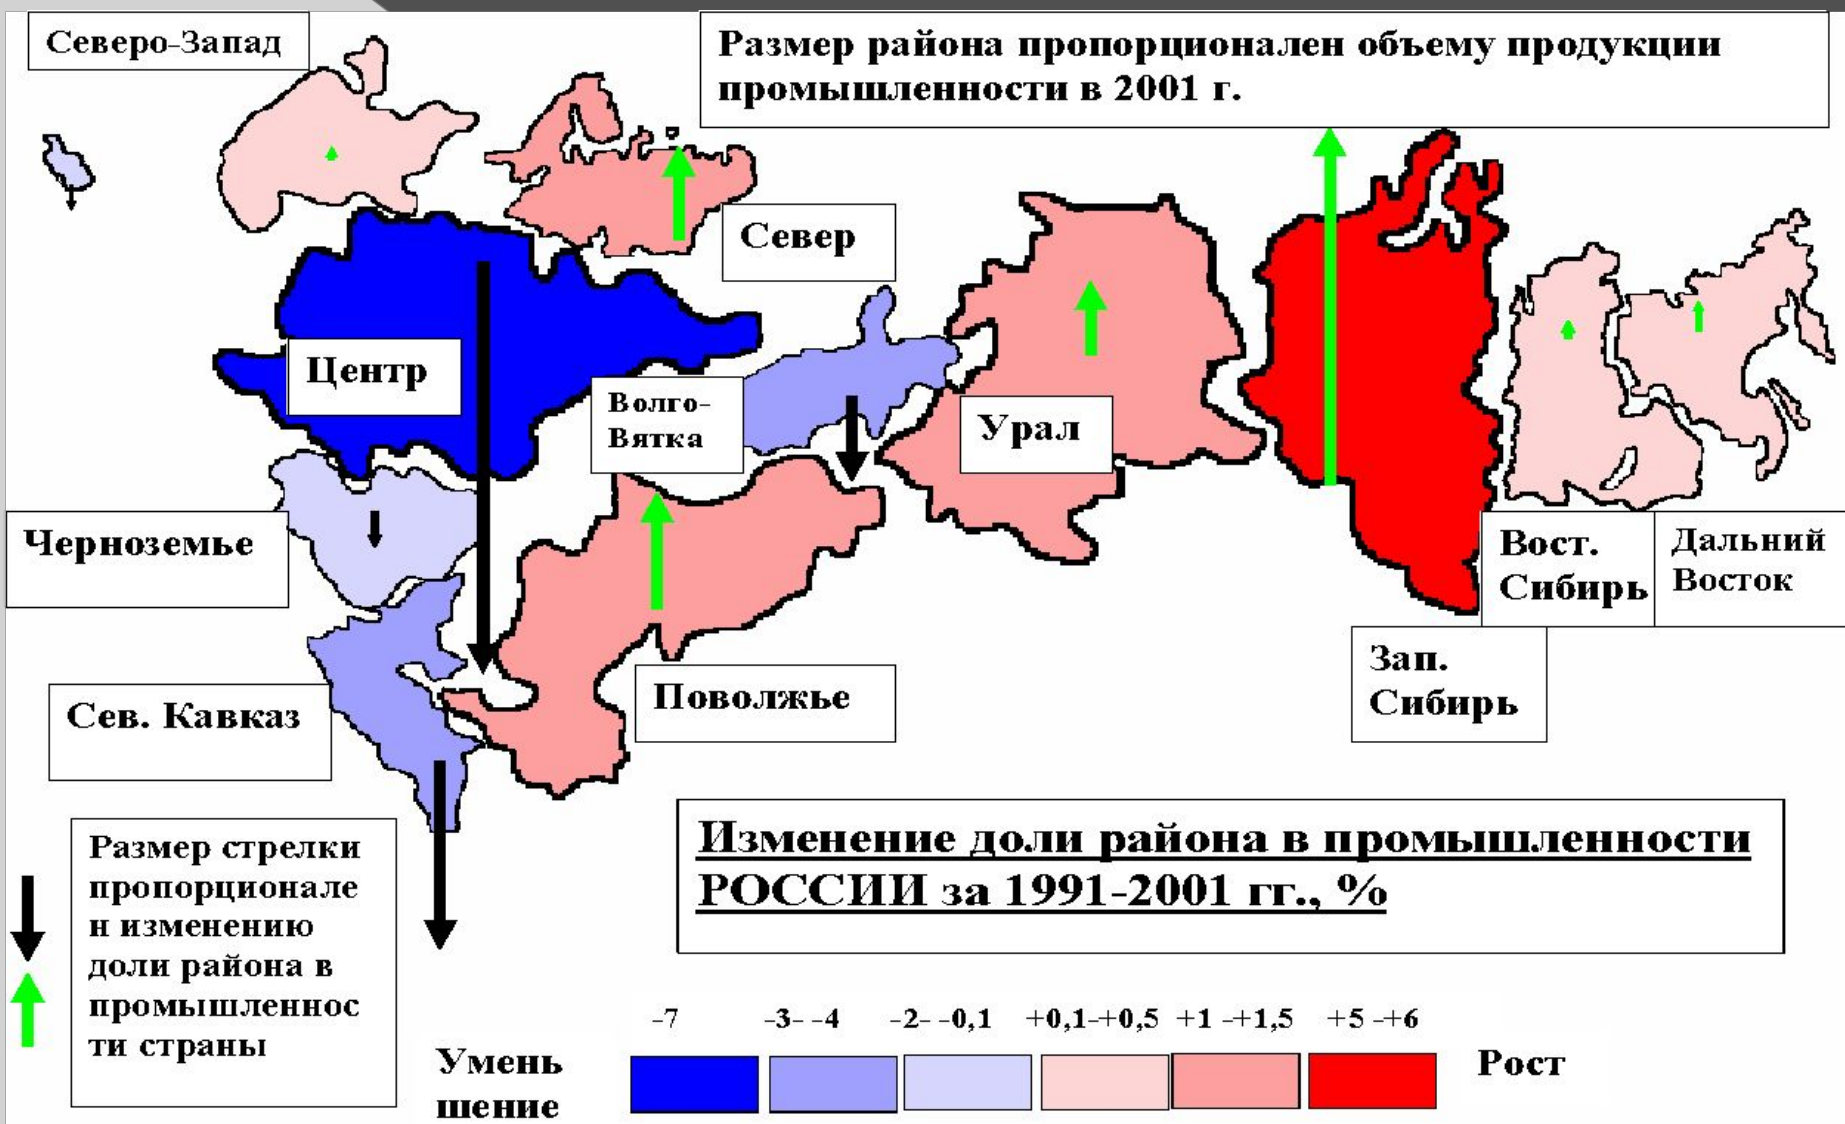 Северо-Запад
Размер района пропорционален объему продукции
промышленности в 2001 г.
Север
Центр
Волго-
Вятка
Урал
Черноземье
Вост.
Сибирь
Дальний
Восток
Зап.
Сибирь
Поволжье
Сев. Кавказ
Размер стрелки
пропорционале
н изменению
доли района в
промышленнос
ти страны
Изменение доли района в промышленности
РОССИИ за 1991-2001 гг., %
-7 -3- -4 -2- -0,1 +0,1-+0,5 +1 -+1,5 +5 -+6
Умень
шение
Рост